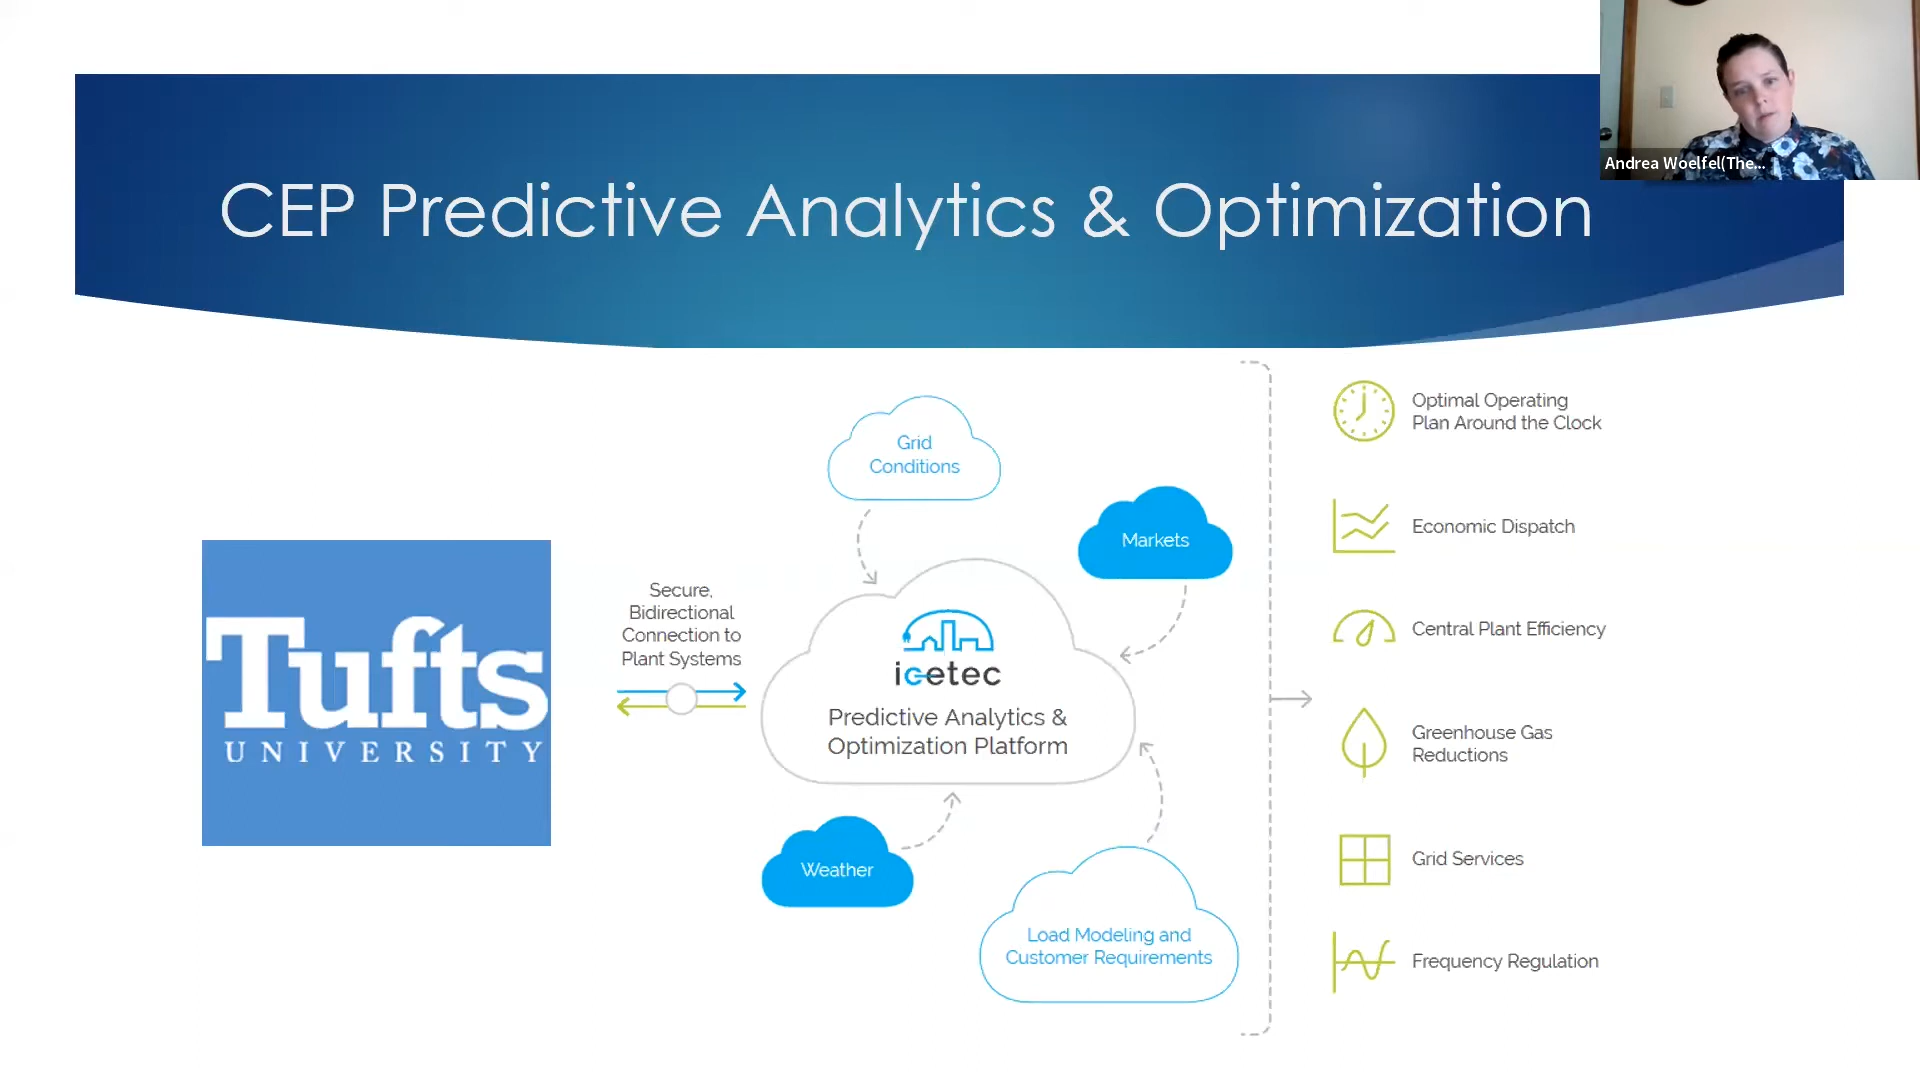 CEP Predictive Analytics & Optimization
Andrea Woelfel(The...
Tufts
UNIVERSITY
Secure,
Bidirectional
Connection to
Plant Systems
Grid
Conditions
Markets
icetec
Predictive Analytics &
Optimization Platform
Weather
Load Modeling and
Customer Requirements
Optimal Operating
Plan Around the Clock
Economic Dispatch
Central Plant Efficiency
Greenhouse Gas
Reductions
Grid Services
Frequency Regulation